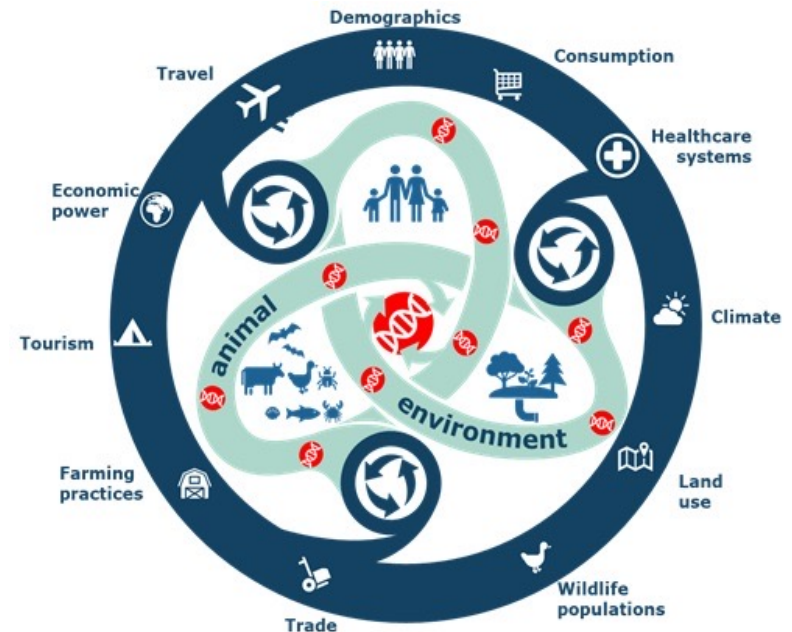 Demographics
Travel
Consumption
Healthcare
systems
Economic
power
animal
Tourism
Climate
environment
Farming
practices
Land
use
Wildlife
populations
Trade